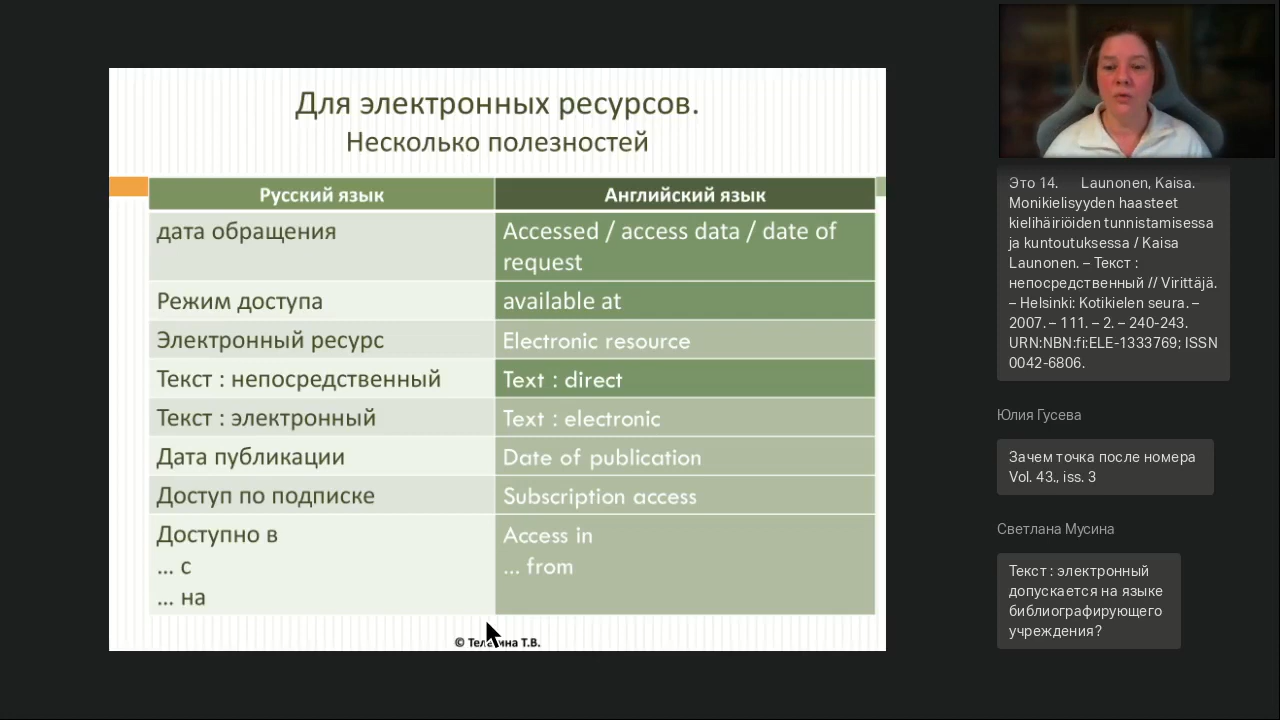 Для электронных ресурсов.
Несколько полезностей
Русский язык
Английский язык
дата обращения
Accessed / access data / date of
request
Режим доступа
available at
Электронный ресурс
Electronic resource
Текст : непосредственный
Text : direct
Текст : электронный
Text : electronic
Дата публикации
Date of publication
Доступ по подписке
Subscription access
Доступно в
... с
... на
Access in
... from
© Т.В.
Это 14. Launonen, Kaisa.
Monikielisyyden haasteet
kielihäiriöiden tunnistamisessa
ja kuntoutuksessa / Kaisa
Launonen. – Текст :
непосредственный // Virittäjä.
– Helsinki: Kotikielen seura. –
2007. – 111. – 2. – 240-243.
URN:NBN:fi:ELE-1333769; ISSN
0042-6806.
Юлия Гусева
Зачем точка после номера
Vol. 43., iss. 3
Светлана Мусина
Текст : электронный
допускается на языке
библиографирующего
учреждения?